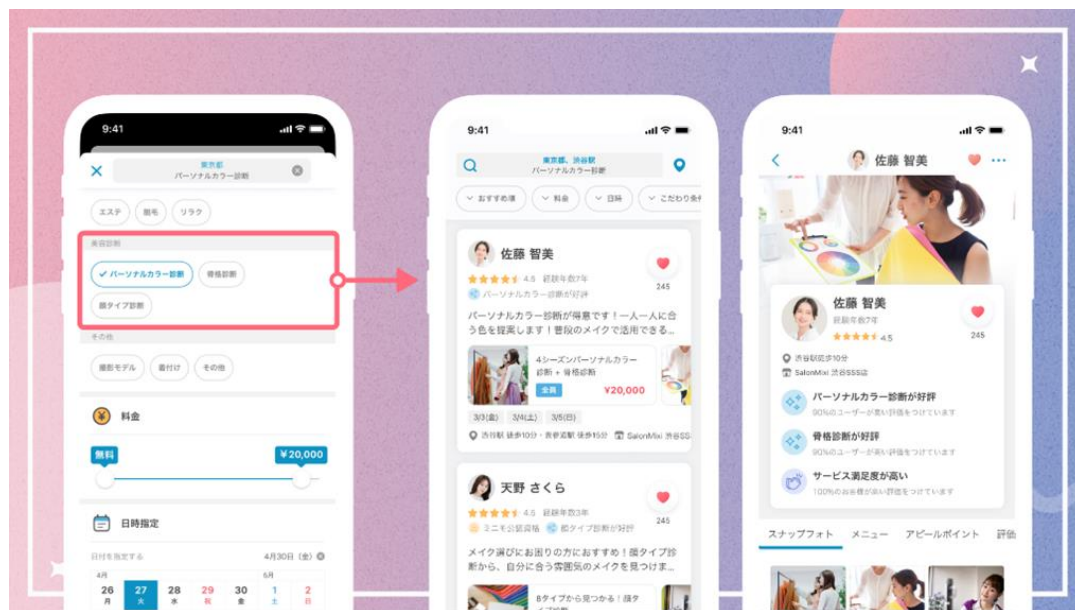 9:41
東京都
パーソナルカラー診断
エステ
脱毛
リラク
美容診断
パーソナルカラー診断
骨格診断
顔タイプ診断
その他
撮影モデル
着付け
その他
料金
無料
¥20,000
日時指定
日付を指定する
4月30日（金）
4月
5月
26
27
28
29
30
1
2
月
火
水
祝
金
土
日
9:41
東京都、渋谷駅
パーソナルカラー診断
おすすめ順
料金
日時
こだわり条件
佐藤 智美
4.5 経験年数7年
245
パーソナルカラー診断が好評
パーソナルカラー診断が得意です！一人一人に合
う色を提案します！普段のメイクで活用できる...
4シーズンパーソナルカラー
診断 + 骨格診断
全員
¥20,000
3/3(金)
3/4(土)
3/5(日)
渋谷駅 徒歩10分・表参道駅 徒歩15分
SalonMixi 渋谷SS
天野 さくら
4.5 経験年数3年
245
ミニモ公認資格
顔タイプ診断が好評
メイク選びにお困りの方におすすめ！顔タイプ診
断から、自分に合う雰囲気のメイクを見つけま...
8タイプから見つかる！顔タ
イプ診断
9:41
佐藤 智美
佐藤 智美
経験年数7年
4.5
245
渋谷駅徒歩10分
SalonMixi 渋谷SSS店
パーソナルカラー診断が好評
90%のユーザーが高い評価をつけています
骨格診断が好評
90%のユーザーが高い評価をつけています
サービス満足度が高い
100%のお客様が高い評価をつけています
スナップフォト
メニュー
アピールポイント
評価